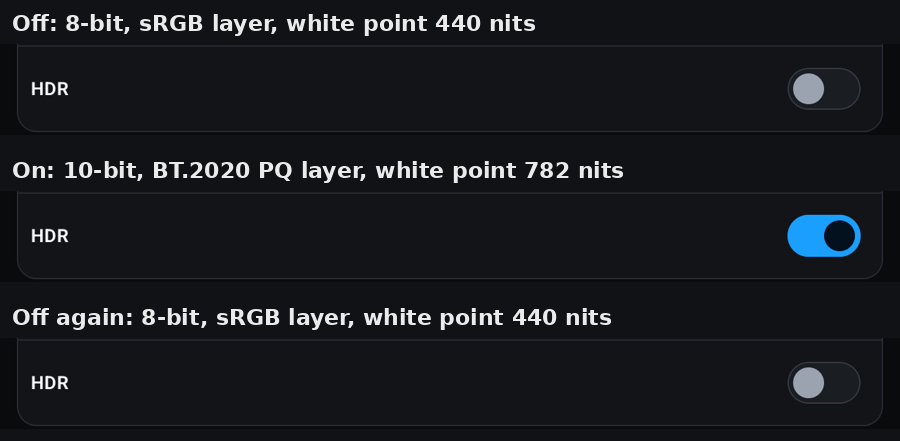 Off: 8-bit, sRGB layer, white point 440 nits
HDR
On: 10-bit, BT.2020 PQ layer, white point 782 nits
HDR
Off again: 8-bit, sRGB layer, white point 440 nits
HDR